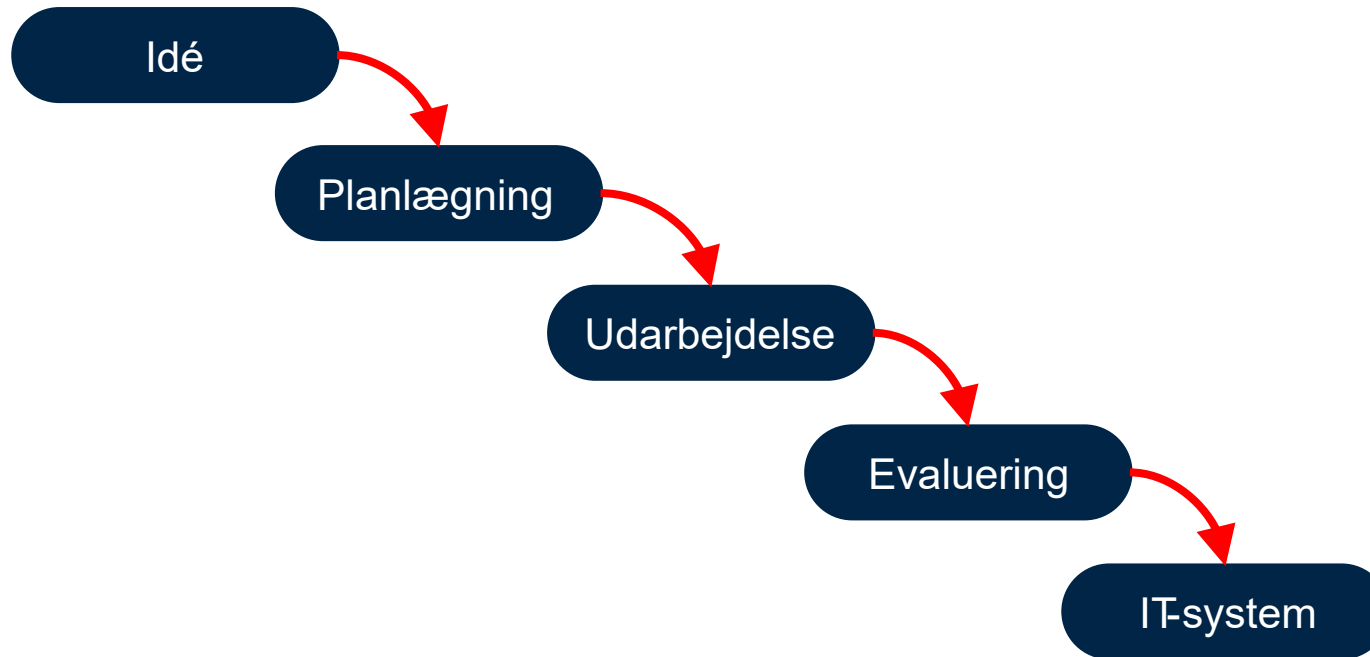 Idé
Planlægning
Udarbejdelse
Evaluering
IT-system